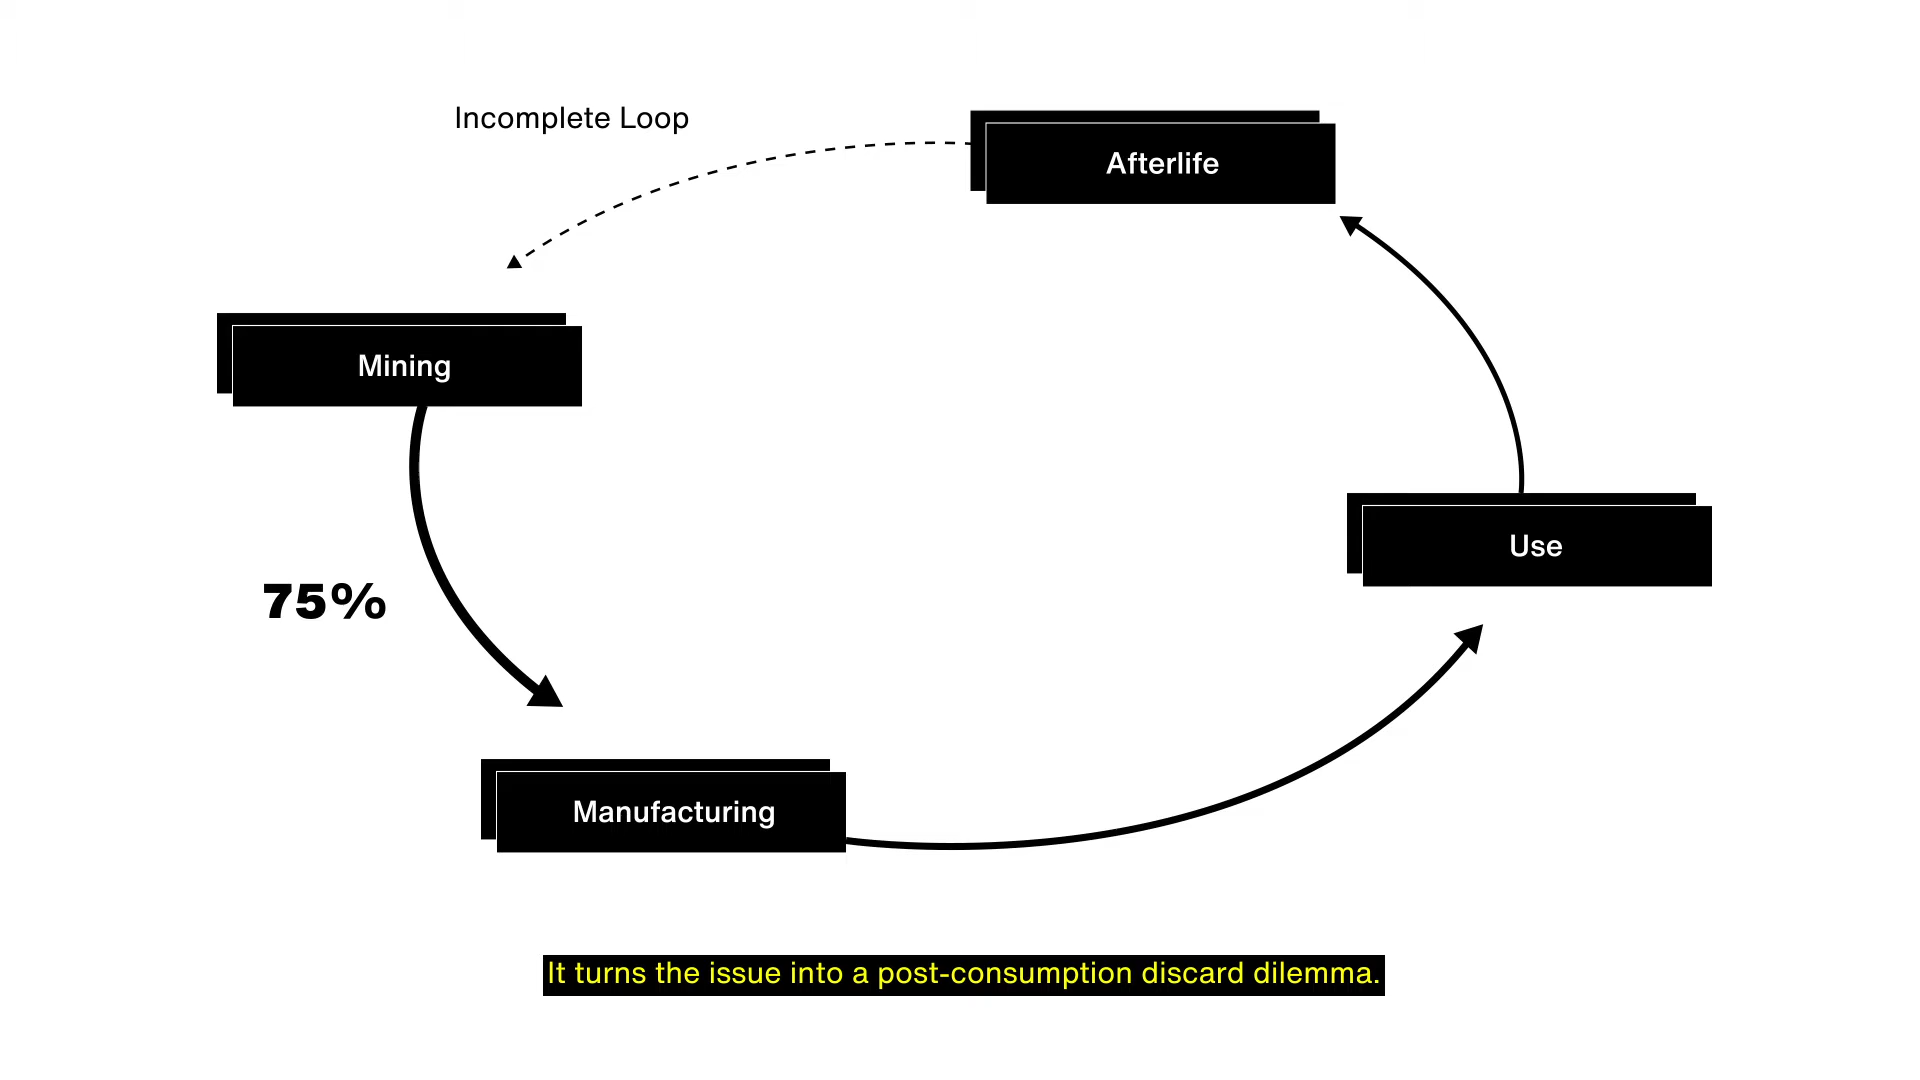 Incomplete Loop
Afterlife
Mining
Use
75%
Manufacturing
It turns the issue into a post-consumption discard dilemma.